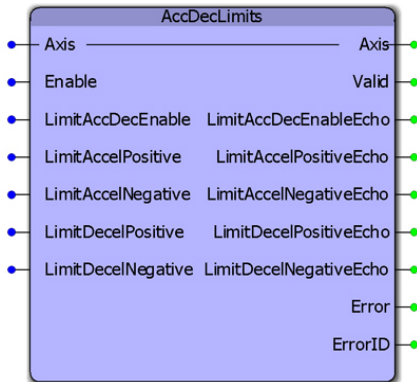 AccDecLimits
Axis Axis
Enable Valid
LimitAccDecEnable LimitAccDecEnableEcho
LimitAccelPositive LimitAccelPositiveEcho
LimitAccelNegative LimitAccelNegativeEcho
LimitDecelPositive LimitDecelPositiveEcho
LimitDecelNegative LimitDecelNegativeEcho
Error
ErrorID